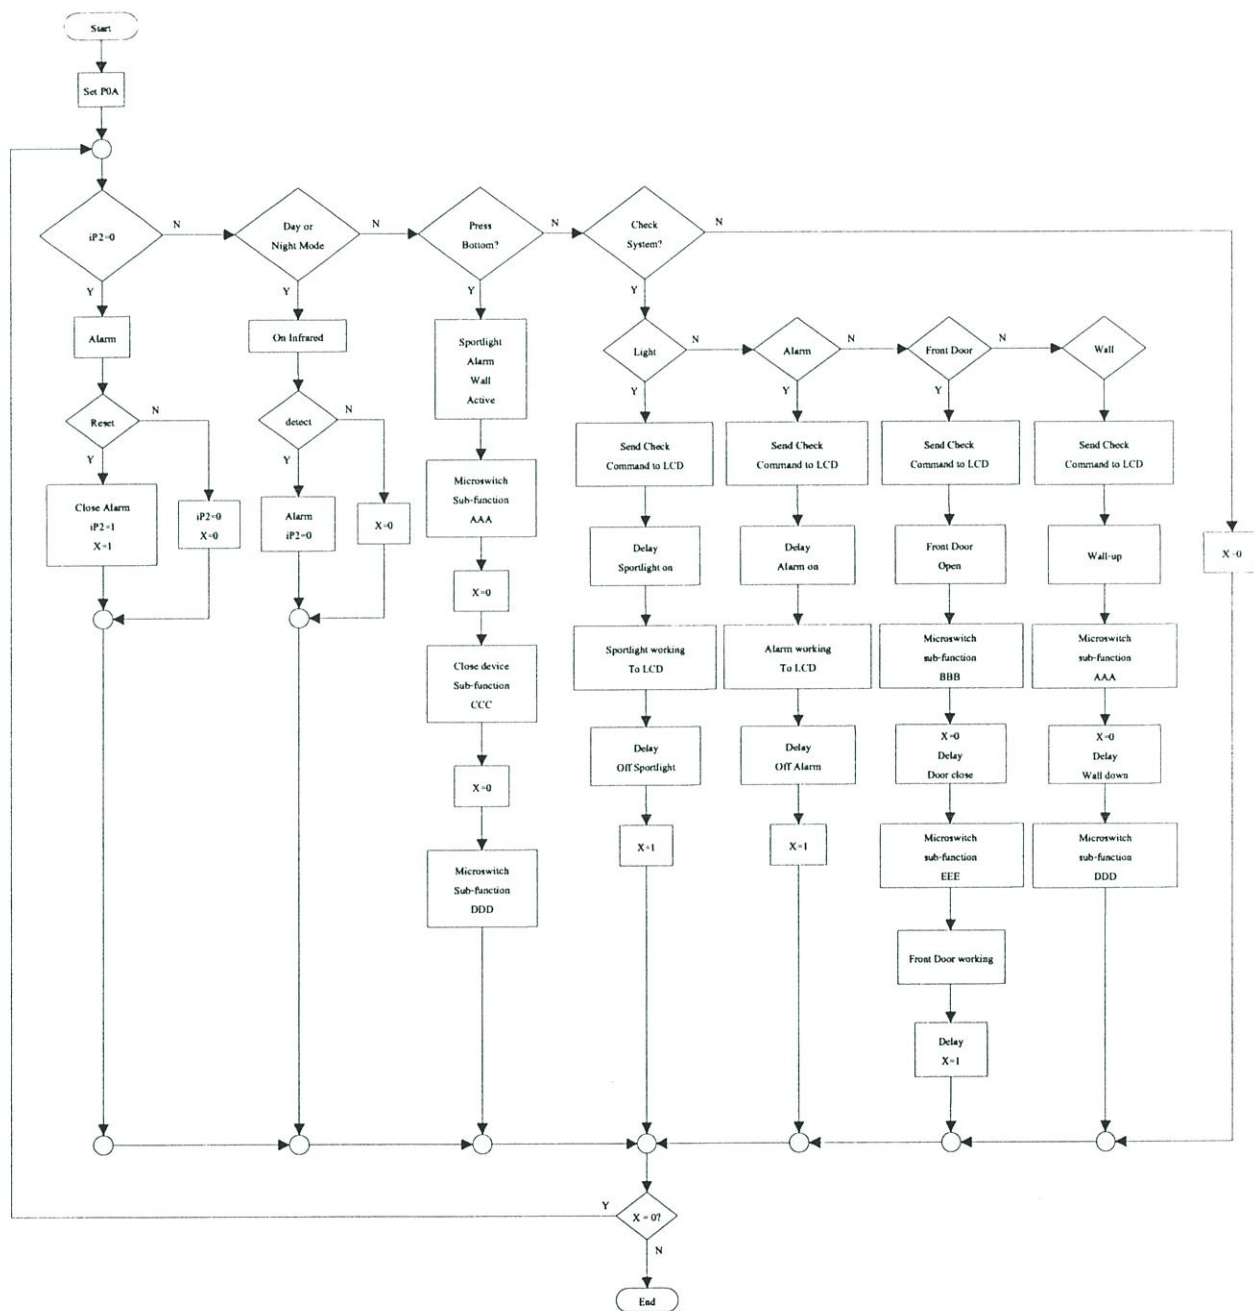 Start
Set P0A
iP2=0
N
Y
Alarm
Reset
N
Y
Close Alarm
iP2=1
X=1
iP2=0
X=0
Day or
Night Mode
N
Y
On Infrared
detect
N
Y
Alarm
iP2=0
X=0
Press
Bottom?
N
Y
Sportlight
Alarm
Wall
Active
Microswitch
Sub-function
AAA
X=0
Close device
Sub-function
CCC
X=0
Microswitch
Sub-function
DDD
Check
System?
N
Y
Light
N
Y
Send Check
Command to LCD
Delay
Sportlight on
Sportlight working
To LCD
Delay
Off Sportlight
X=1
Alarm
N
Y
Send Check
Command to LCD
Delay
Alarm on
Alarm working
To LCD
Delay
Off Alarm
X=1
Front Door
N
Y
Send Check
Command to LCD
Front Door
Open
Microswitch
sub-function
BBB
X=0
Delay
Door close
Microswitch
sub-function
EEE
Front Door working
Delay
X=1
Wall
Y
Send Check
Command to LCD
Wall-up
Microswitch
sub-function
AAA
X=0
Delay
Wall down
Microswitch
sub-function
DDD
X=0
X = 0?
Y
N
End